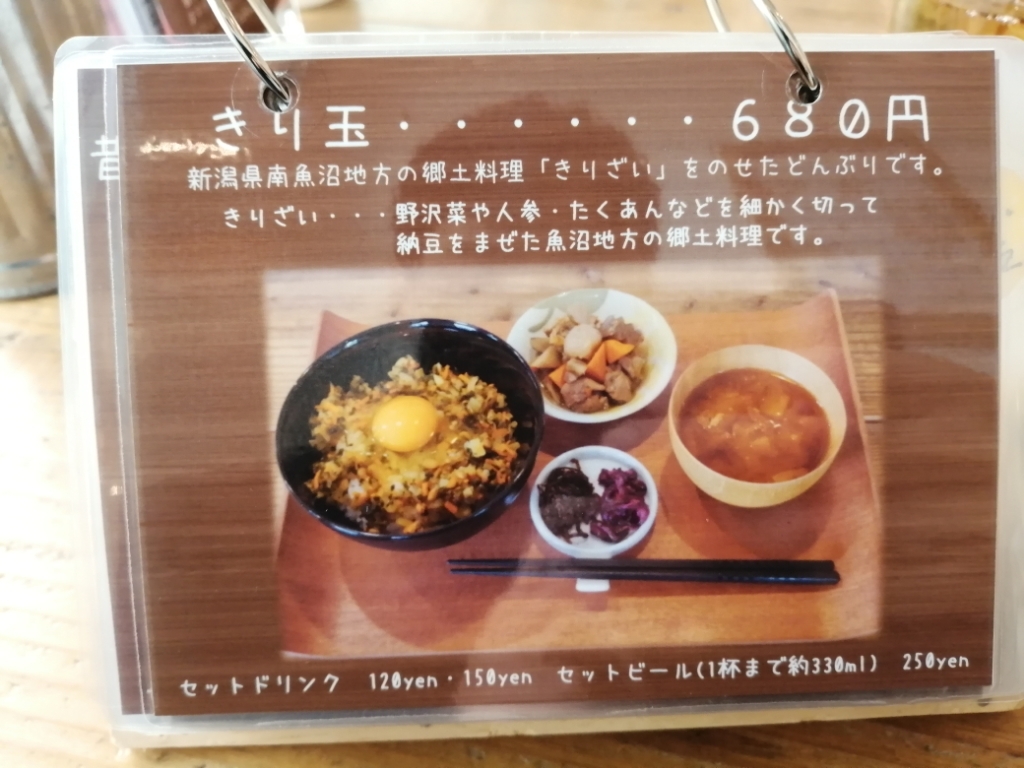 きり玉・・・・・・680円
新潟県南魚沼地方の郷土料理「きりざい」をのせたどんぶりです。
きりざい・・・野沢菜や人参・たくあんなどを細かく切って
納豆をまぜた魚沼地方の郷土料理です。
セットドリンク 120yen・150yen セットビール(1杯まで約330ml) 250yen
昔